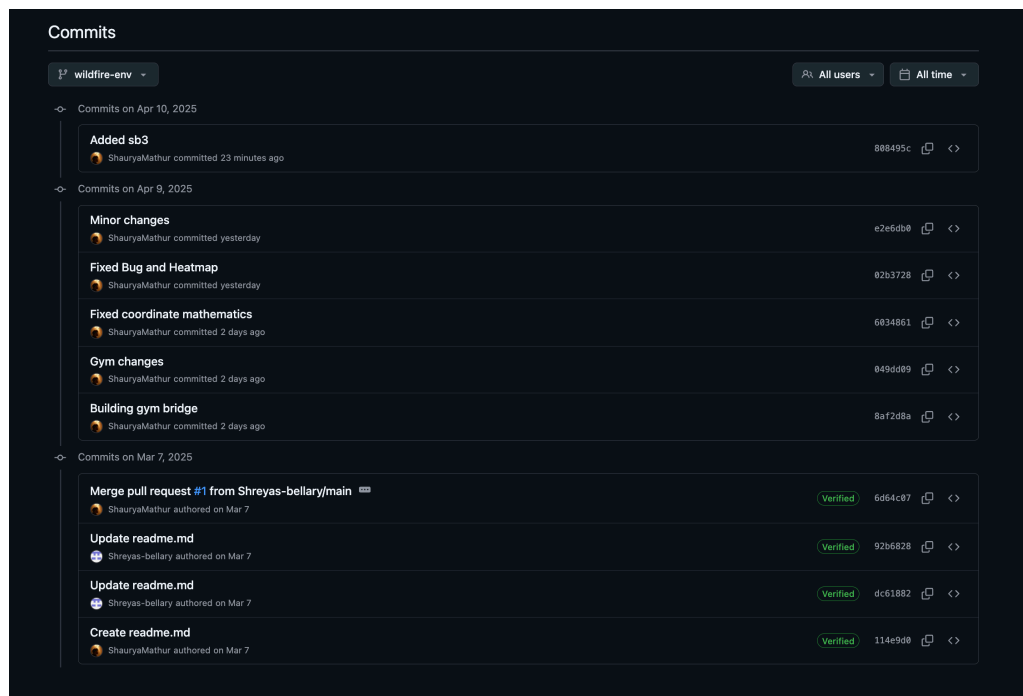 Commits
wildfire-env
All users
All time
Commits on Apr 10, 2025
Added sb3
808495c
ShauryaMathur committed 23 minutes ago
Commits on Apr 9, 2025
Minor changes
e2e6db0
ShauryaMathur committed yesterday
Fixed Bug and Heatmap
02b3728
ShauryaMathur committed yesterday
Fixed coordinate mathematics
6034861
ShauryaMathur committed 2 days ago
Gym changes
049dd09
ShauryaMathur committed 2 days ago
Building gym bridge
8af2d8a
ShauryaMathur committed 2 days ago
Commits on Mar 7, 2025
Merge pull request #1 from Shreyas-bellary/main
Verified
6d64c07
ShauryaMathur authored on Mar 7
Update readme.md
Verified
92b6828
Shreyas-bellary authored on Mar 7
Update readme.md
Verified
dc61882
Shreyas-bellary authored on Mar 7
Create readme.md
Verified
114e9d0
ShauryaMathur authored on Mar 7